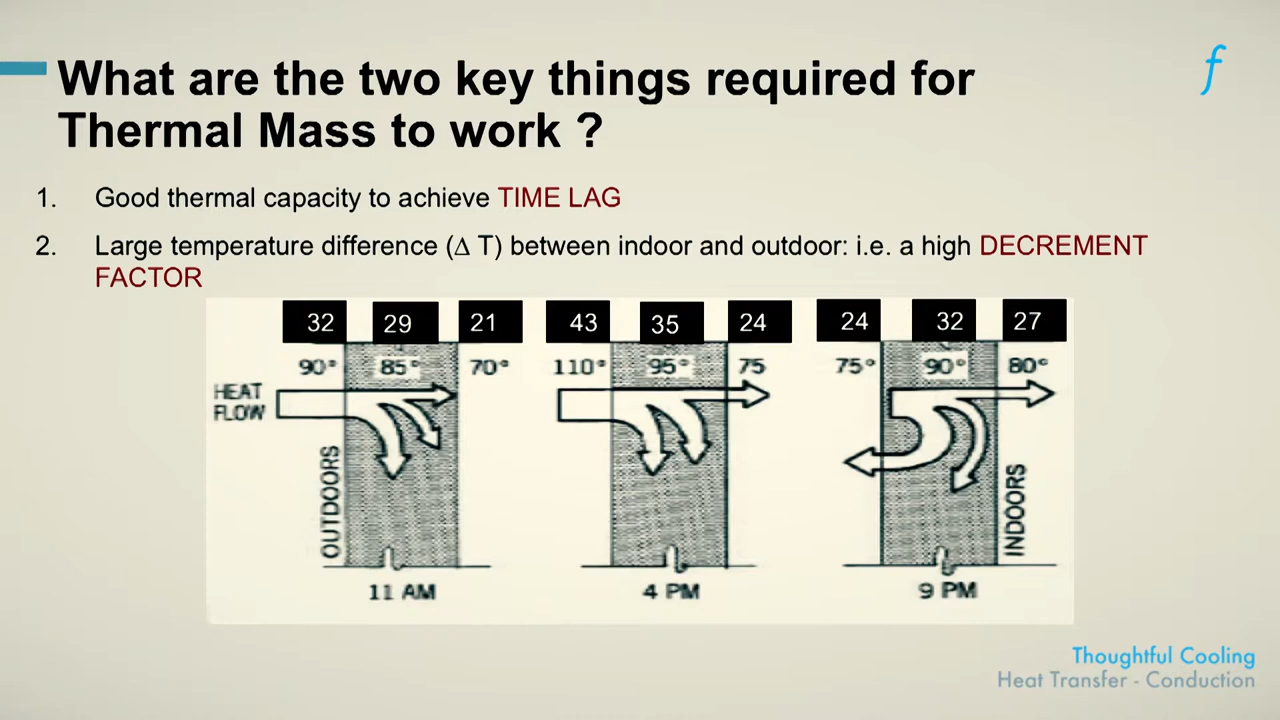 What are the two key things required for
Thermal Mass to work ?
f
1. Good thermal capacity to achieve TIME LAG
2. Large temperature difference (Δ T) between indoor and outdoor: i.e. a high DECREMENT
FACTOR
32 29 21 43 35 24 24 32 27
90° 85° 70° 110° 95° 75 75° 90° 80°
HEAT
FLOW
OUTDOORS
INDOORS
11 AM 4 PM 9 PM
Thoughtful Cooling
Heat Transfer - Conduction